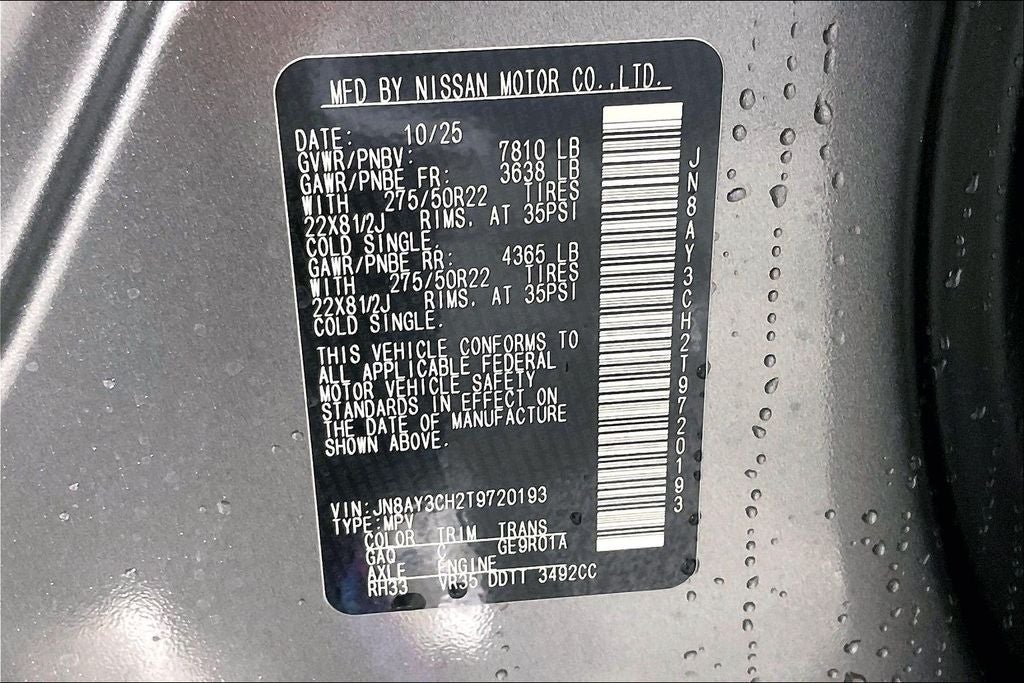 MFD BY NISSAN MOTOR CO.,LTD.
DATE: 10/25
GVWR/PNBV: 7810 LB
GAWR/PNBE FR: 3638 LB
WITH 275/50R22 TIRES
22X81/2J RIMS, AT 35PSI
COLD SINGLE.
GAWR/PNBE RR: 4365 LB
WITH 275/50R22 TIRES
22X81/2J RIMS, AT 35PSI
COLD SINGLE.
THIS VEHICLE CONFORMS TO
ALL APPLICABLE FEDERAL
MOTOR VEHICLE SAFETY
STANDARDS IN EFFECT ON
THE DATE OF MANUFACTURE
SHOWN ABOVE.
VIN:JN8AY3CH2T9720193
TYPE:MPV
COLOR TRIM TRANS
GAQ C GE9R01A
AXLE ENGINE
RH33 VR35 DDTT 3492CC
JN8AY3CH2T9720193